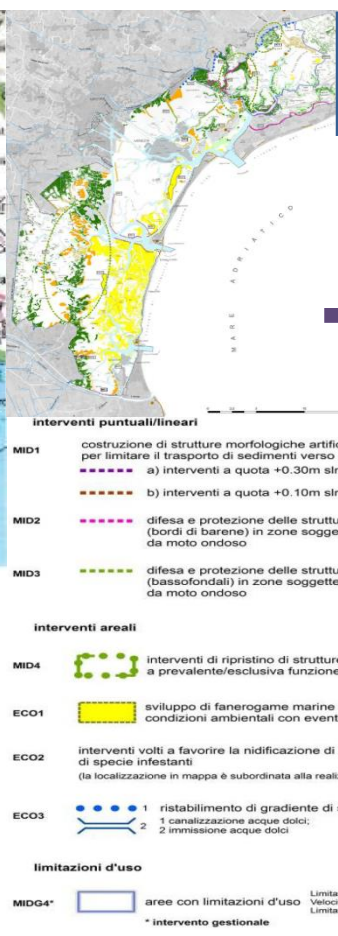 MARE ADRIATICO
interventi puntuali/lineari
MID1 costruzione di strutture morfologiche artific
per limitare il trasporto di sedimenti verso
a) interventi a quota +0.30m slm
b) interventi a quota +0.10m slm
MID2 difesa e protezione delle struttu
(bordi di barene) in zone sogge
da moto ondoso
MID3 difesa e protezione delle struttu
(bassofondali) in zone soggette
da moto ondoso
interventi areali
MID4 interventi di ripristino di strutture
a prevalente/esclusiva funzione
ECO1 sviluppo di fanerogame marine
condizioni ambientali con event
ECO2 interventi volti a favorire la nidificazione di
di specie infestanti
(la localizzazione in mappa è subordinata alla realiz
ECO3 1 ristabilimento di gradiente di s
1 canalizzazione acque dolci;
2 2 immissione acque dolci
limitazioni d'uso
MIDG4* aree con limitazioni d'uso Limita
Veloci
Limita
* intervento gestionale